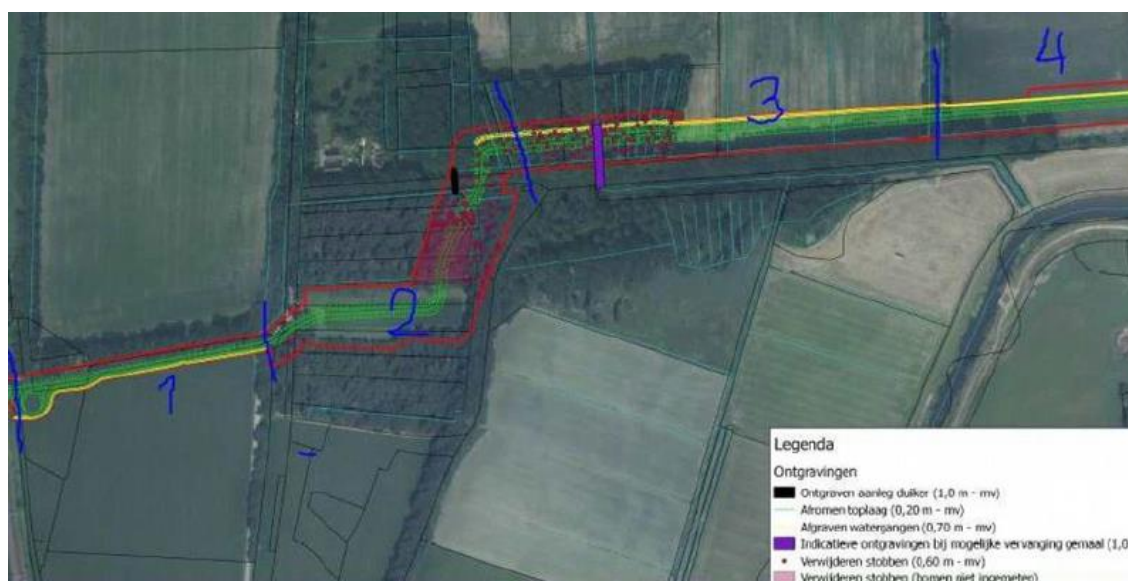 4
3
2
1
Legenda
Ontgravingen
Ontgraven aanleg duiker (1,0 m - mv)
Afromen toplaag (0,20 m - mv)
Afgraven watergangen (0,70 m - mv)
Indicatieve ontgravingen bij mogelijke vervanging gemaal (1,0
Verwijderen stobben (0,60 m - mv)
Verwijderen stobben (bomen niet ingemeten)